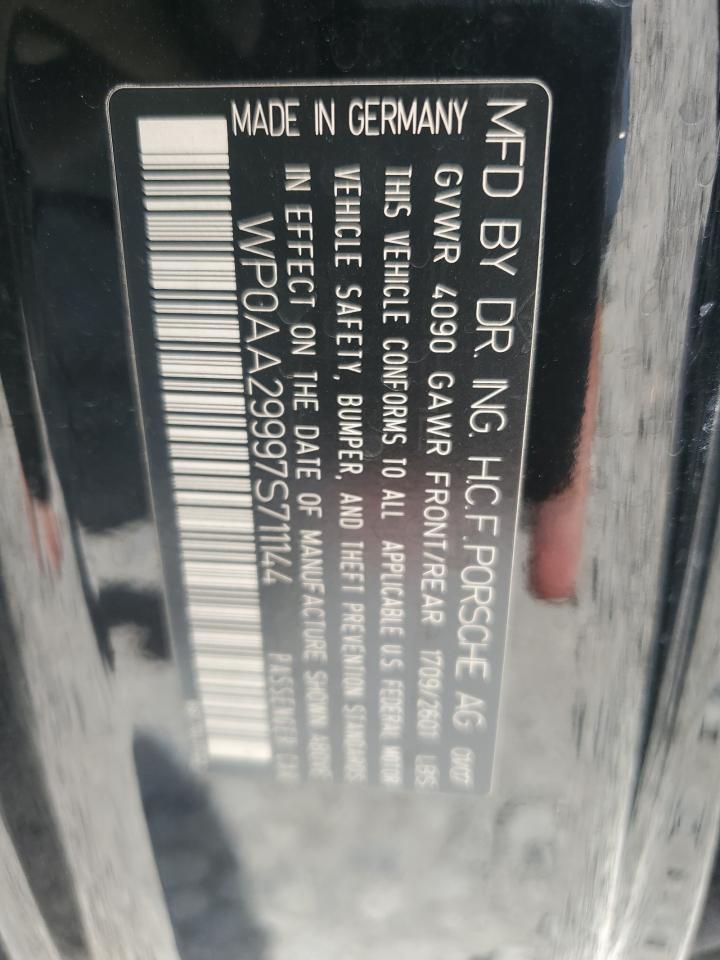 MFD BY DR. ING. H.C.F. PORSCHE AG 01/07
GVWR 4090 GAWR FRONT/REAR 1709/2601 LBS
THIS VEHICLE CONFORMS TO ALL APPLICABLE U.S. FEDERAL MOTOR
VEHICLE SAFETY, BUMPER, AND THEFT PREVENTION STANDARDS
IN EFFECT ON THE DATE OF MANUFACTURE SHOWN ABOVE
MADE IN GERMANY
WP0AA29997S711144 PASSENGER CAR